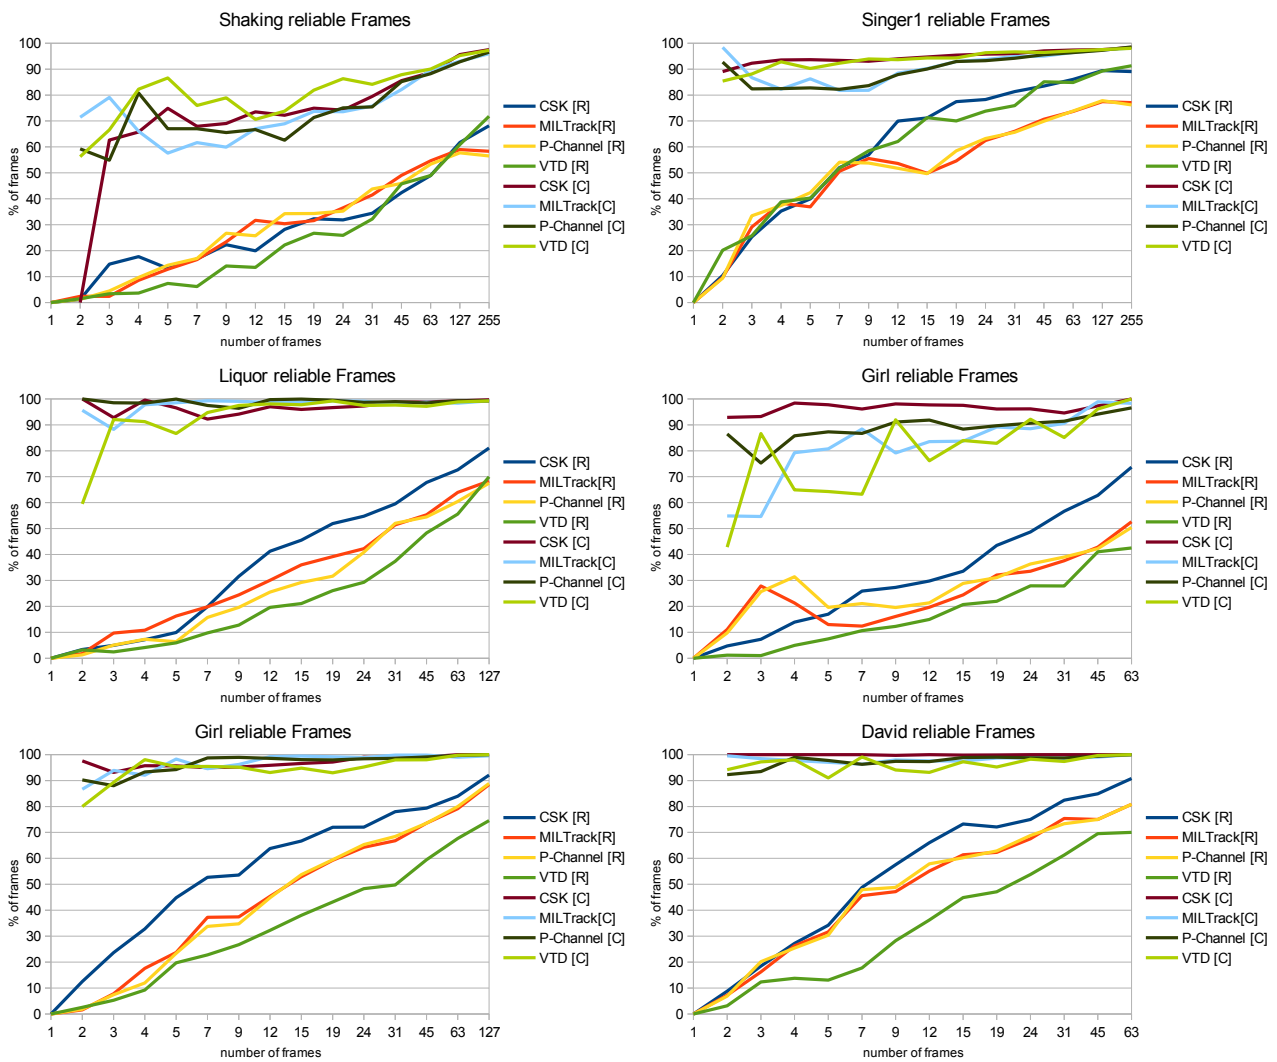 Shaking reliable Frames
% of frames
100
90
80
70
60
50
40
30
20
10
0
1 2 3 4 5 7 9 12 15 19 24 31 45 63 127 255
number of frames
CSK [R]
MILTrack[R]
P-Channel [R]
VTD [R]
CSK [C]
MILTrack[C]
P-Channel [C]
VTD [C]
Singer1 reliable Frames
% of frames
100
90
80
70
60
50
40
30
20
10
0
1 2 3 4 5 7 9 12 15 19 24 31 45 63 127 255
number of frames
CSK [R]
MILTrack[R]
P-Channel [R]
VTD [R]
CSK [C]
MILTrack[C]
P-Channel [C]
VTD [C]
Liquor reliable Frames
% of frames
100
90
80
70
60
50
40
30
20
10
0
1 2 3 4 5 7 9 12 15 19 24 31 45 63 127
number of frames
CSK [R]
MILTrack[R]
P-Channel [R]
VTD [R]
CSK [C]
MILTrack[C]
P-Channel [C]
VTD [C]
Girl reliable Frames
% of frames
100
90
80
70
60
50
40
30
20
10
0
1 2 3 4 5 7 9 12 15 19 24 31 45 63
number of frames
CSK [R]
MILTrack[R]
P-Channel [R]
VTD [R]
CSK [C]
MILTrack[C]
P-Channel [C]
VTD [C]
Girl reliable Frames
% of frames
100
90
80
70
60
50
40
30
20
10
0
1 2 3 4 5 7 9 12 15 19 24 31 45 63 127
number of frames
CSK [R]
MILTrack[R]
P-Channel [R]
VTD [R]
CSK [C]
MILTrack[C]
P-Channel [C]
VTD [C]
David reliable Frames
% of frames
100
90
80
70
60
50
40
30
20
10
0
1 2 3 4 5 7 9 12 15 19 24 31 45 63
number of frames
CSK [R]
MILTrack[R]
P-Channel [R]
VTD [R]
CSK [C]
MILTrack[C]
P-Channel [C]
VTD [C]